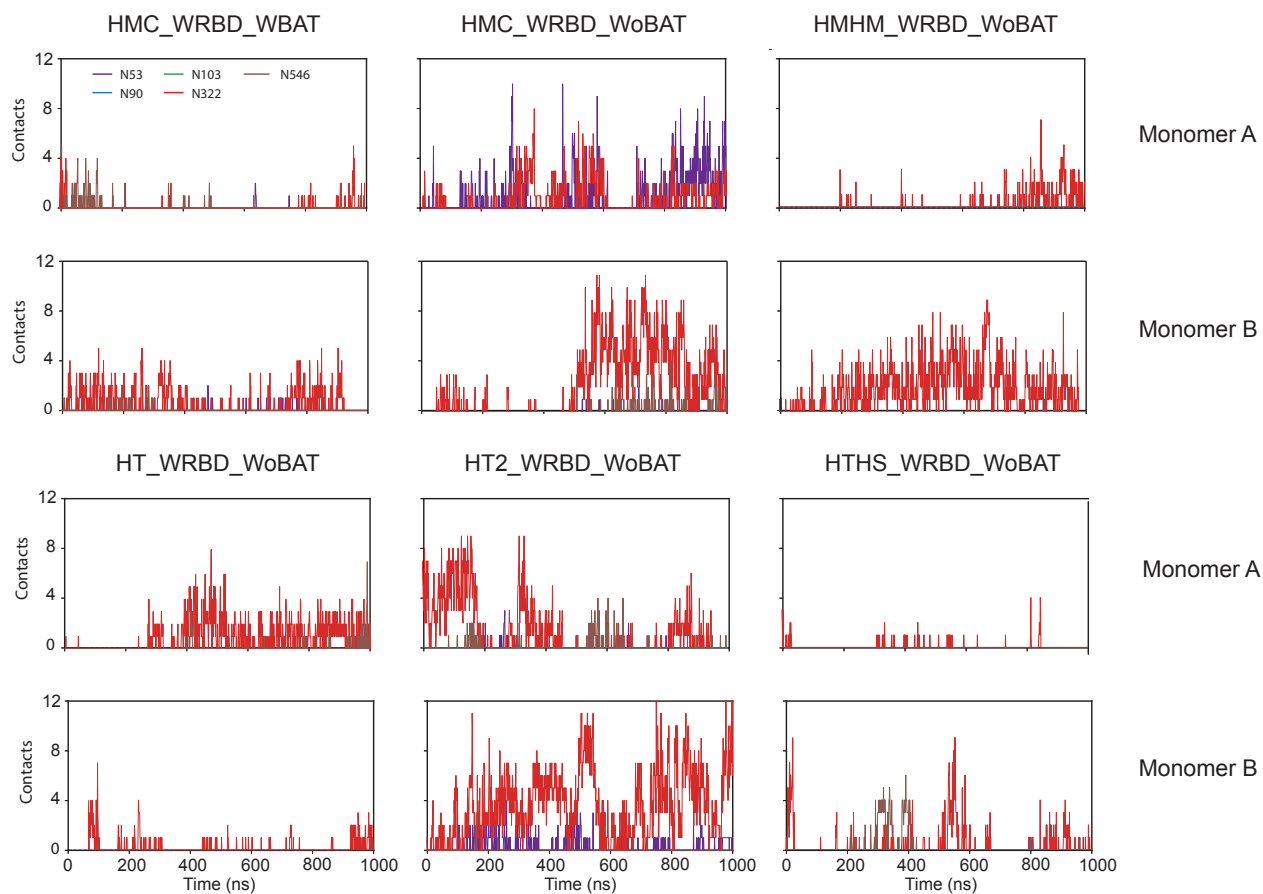 HMC_WRBD_WBAT HMC_WRBD_WoBAT HMHM_WRBD_WoBAT
12
8
4
0
Contacts
N53 N103 N546
N90 N322
Monomer A
12
8
4
0
Contacts
Monomer B
HT_WRBD_WoBAT HT2_WRBD_WoBAT HTHS_WRBD_WoBAT
12
8
4
0
Contacts
Monomer A
12
8
4
0
Contacts
Monomer B
0 200 400 600 800 1000 0 200 400 600 800 1000 0 200 400 600 800 1000
Time (ns) Time (ns) Time (ns)